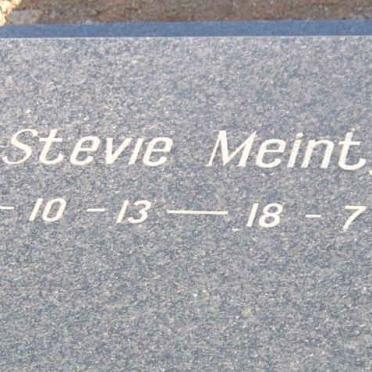 Stevie Meint
- 10 - 13 — 18 - 7